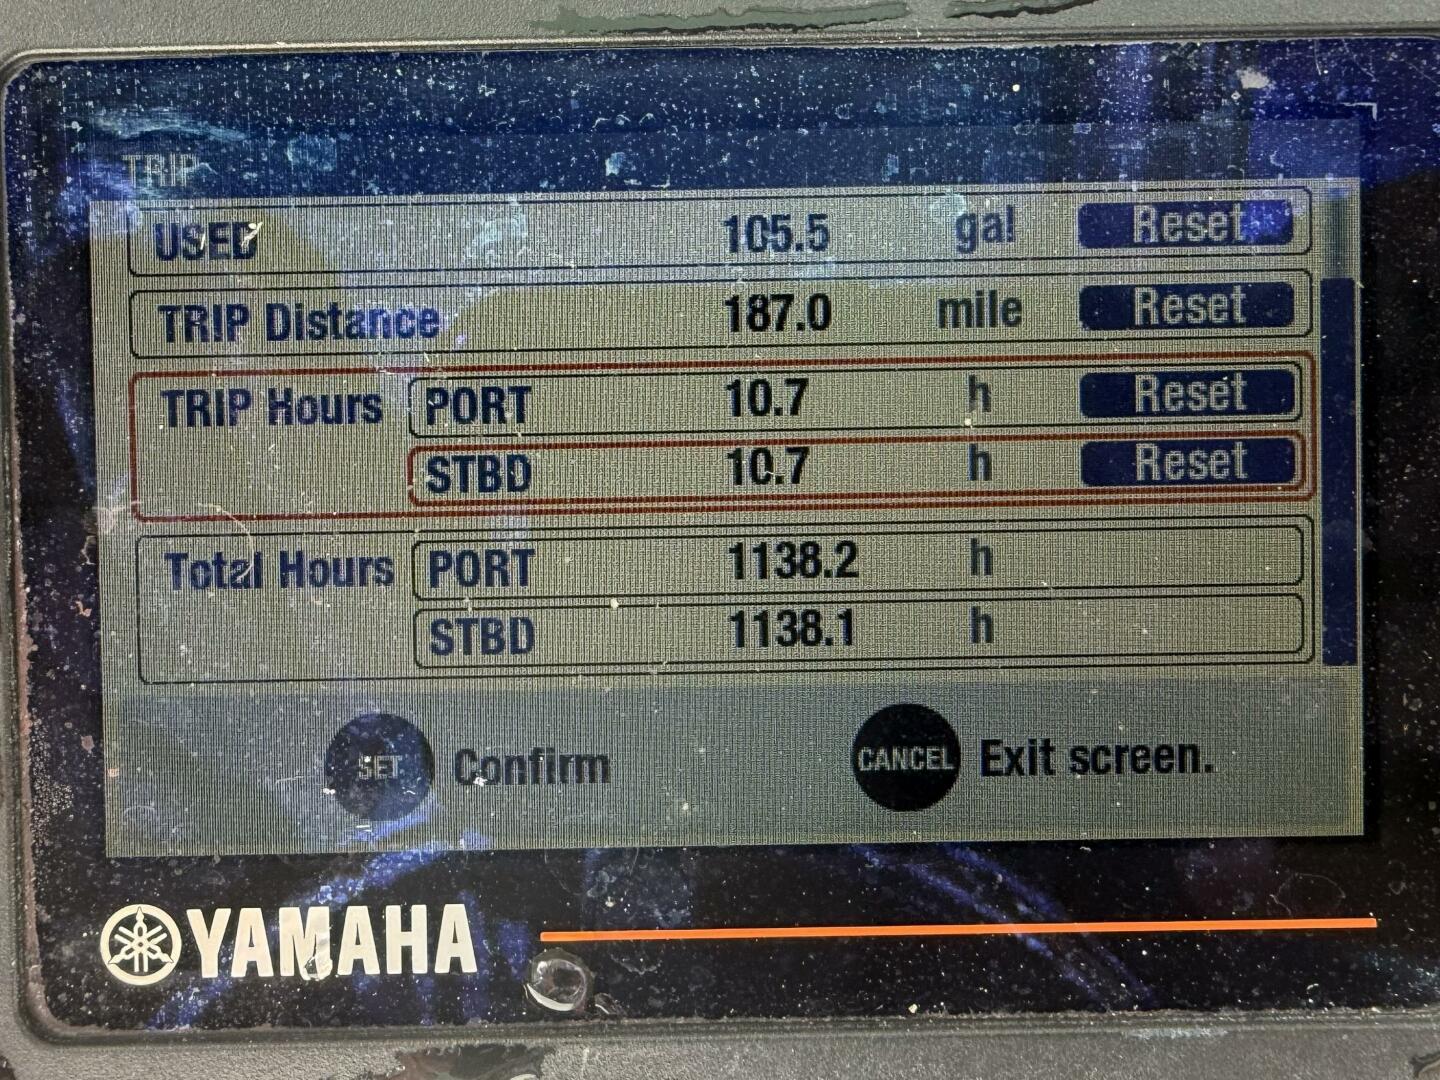 TRIP
USED 105.5 gal Reset
TRIP Distance 187.0 mile Reset
TRIP Hours PORT 10.7 h Reset
STBD 10.7 h Reset
Total Hours PORT 1138.2 h
STBD 1138.1 h
SET Confirm CANCEL Exit screen.
YAMAHA